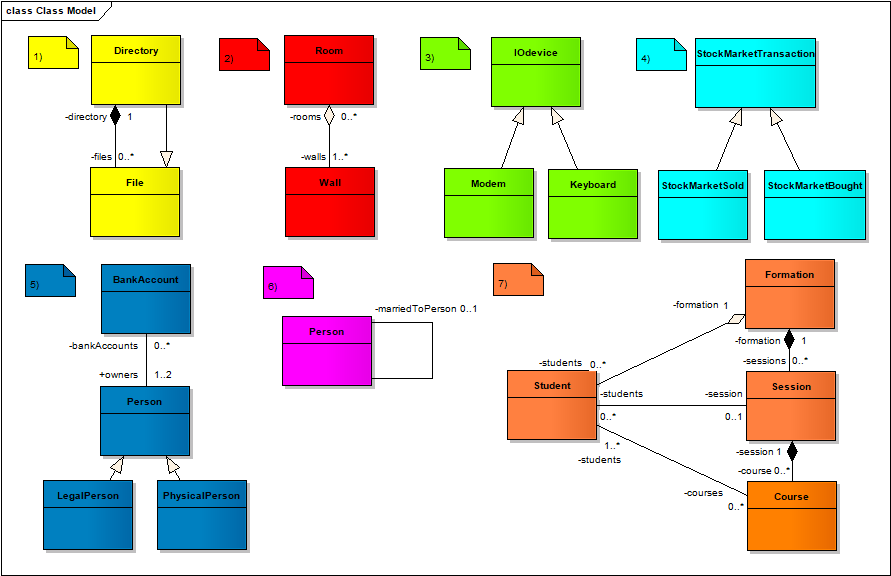 class Class Model
1)
Directory
-directory 1
-files 0..*
File
2)
Room
-rooms 0..*
-walls 1..*
Wall
3)
IOdevice
Modem
Keyboard
4)
StockMarketTransaction
StockMarketSold
StockMarketBought
5)
BankAccount
-bankAccounts 0..*
+owners 1..2
Person
LegalPerson
PhysicalPerson
6)
Person
-marriedToPerson 0..1
7)
Formation
-formation 1
-formation 1
-students 0..*
-sessions 0..*
Student
-students
0..*
-session
0..1
Session
1..*
-students
-session 1
-course 0..*
-courses
0..*
Course